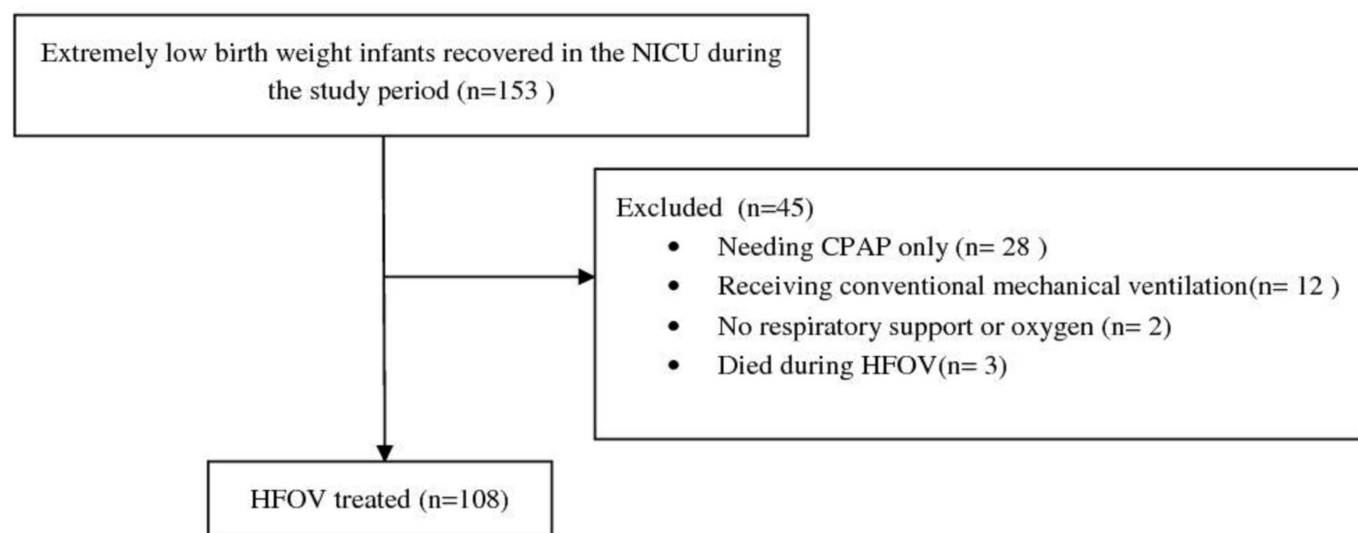 Extremely low birth weight infants recovered in the NICU during
the study period (n=153 )
Excluded  (n=45)
• Needing CPAP only (n= 28 )
• Receiving conventional mechanical ventilation(n= 12 )
• No respiratory support or oxygen (n= 2)
• Died during HFOV(n= 3)
HFOV treated (n=108)